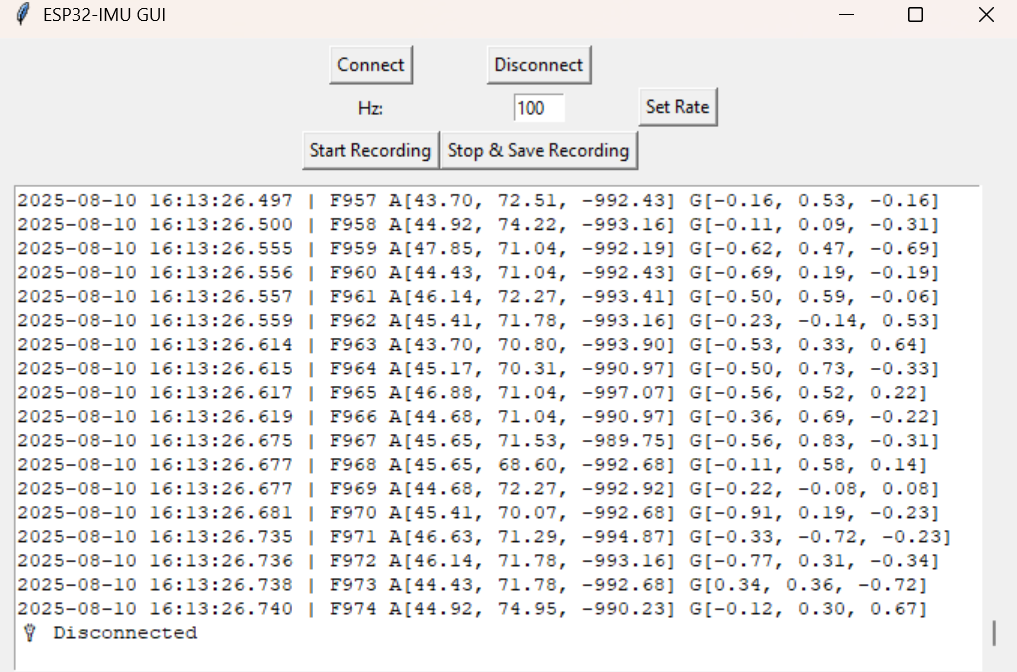 ESP32-IMU GUI
Connect Disconnect
Hz: 100 Set Rate
Start Recording Stop & Save Recording
2025-08-10 16:13:26.497 | F957 A[43.70, 72.51, -992.43] G[-0.16, 0.53, -0.16]
2025-08-10 16:13:26.500 | F958 A[44.92, 74.22, -993.16] G[-0.11, 0.09, -0.31]
2025-08-10 16:13:26.555 | F959 A[47.85, 71.04, -992.19] G[-0.62, 0.47, -0.69]
2025-08-10 16:13:26.556 | F960 A[44.43, 71.04, -992.43] G[-0.69, 0.19, -0.19]
2025-08-10 16:13:26.557 | F961 A[46.14, 72.27, -993.41] G[-0.50, 0.59, -0.06]
2025-08-10 16:13:26.559 | F962 A[45.41, 71.78, -993.16] G[-0.23, -0.14, 0.53]
2025-08-10 16:13:26.614 | F963 A[43.70, 70.80, -993.90] G[-0.53, 0.33, 0.64]
2025-08-10 16:13:26.615 | F964 A[45.17, 70.31, -990.97] G[-0.50, 0.73, -0.33]
2025-08-10 16:13:26.617 | F965 A[46.88, 71.04, -997.07] G[-0.56, 0.52, 0.22]
2025-08-10 16:13:26.619 | F966 A[44.68, 71.04, -990.97] G[-0.36, 0.69, -0.22]
2025-08-10 16:13:26.675 | F967 A[45.65, 71.53, -989.75] G[-0.56, 0.83, -0.31]
2025-08-10 16:13:26.677 | F968 A[45.65, 68.60, -992.68] G[-0.11, 0.58, 0.14]
2025-08-10 16:13:26.677 | F969 A[44.68, 72.27, -992.92] G[-0.22, -0.08, 0.08]
2025-08-10 16:13:26.681 | F970 A[45.41, 70.07, -992.68] G[-0.91, 0.19, -0.23]
2025-08-10 16:13:26.735 | F971 A[46.63, 71.29, -994.87] G[-0.33, -0.72, -0.23]
2025-08-10 16:13:26.736 | F972 A[46.14, 71.78, -993.16] G[-0.77, 0.31, -0.34]
2025-08-10 16:13:26.738 | F973 A[44.43, 71.78, -992.68] G[0.34, 0.36, -0.72]
2025-08-10 16:13:26.740 | F974 A[44.92, 74.95, -990.23] G[-0.12, 0.30, 0.67]
Disconnected